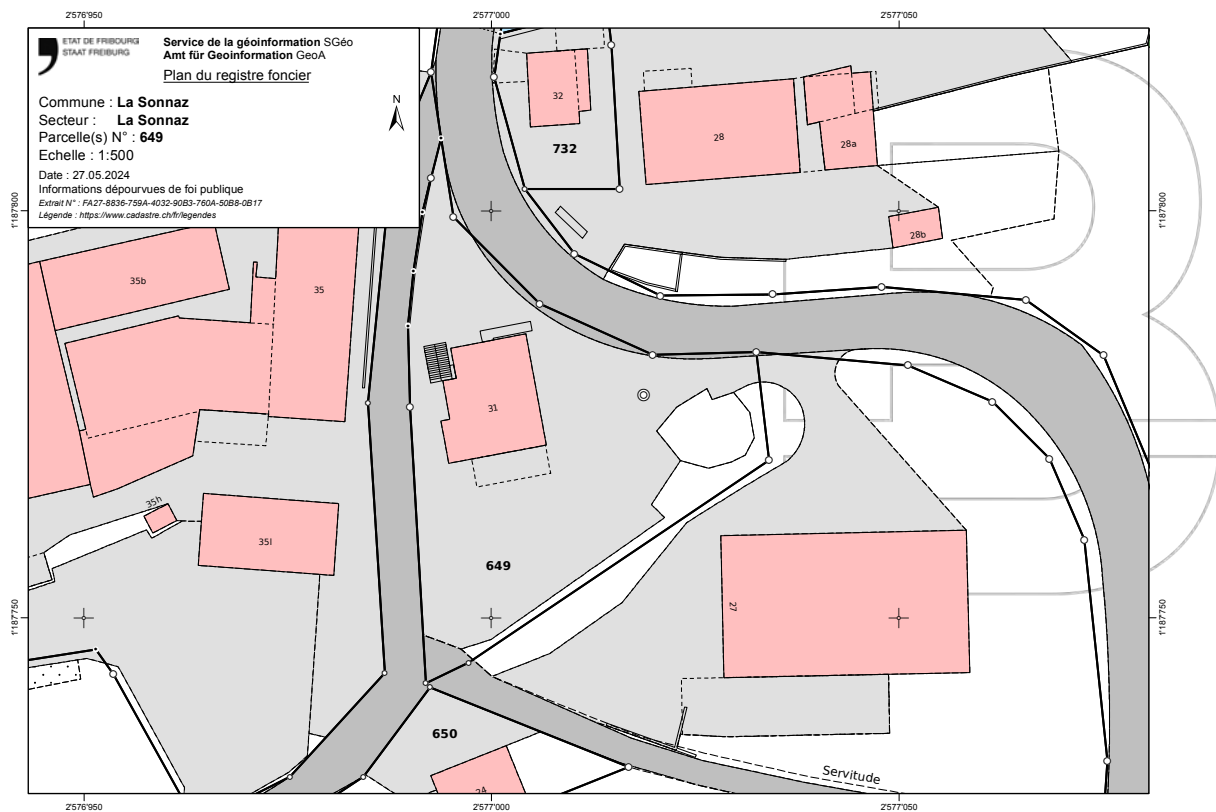 2'576'950
2'577'000
2'577'050
ETAT DE FRIBOURG
STAAT FREIBURG
Service de la géoinformation SGéo
Amt für Geoinformation GeoA
Plan du registre foncier
Commune : La Sonnaz
Secteur : La Sonnaz
Parcelle(s) N° : 649
Echelle : 1:500
Date : 27.05.2024
Informations dépourvues de foi publique
Extrait N° : FA27-8836-759A-4032-90B3-760A-50B8-0B17
Légende : https://www.cadastre.ch/fr/legendes
N
32
732
28
28a
28b
1'187'800
1'187'800
35b
35
31
35h
35l
649
27
1'187'750
1'187'750
650
24
Servitude
2'576'950
2'577'000
2'577'050